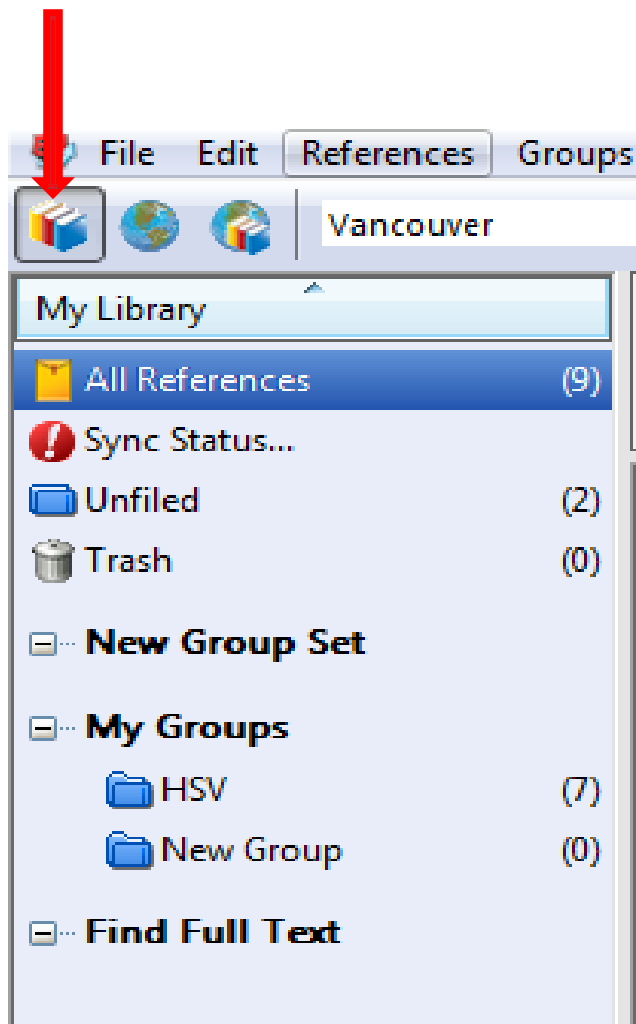 File Edit References Groups
Vancouver
My Library
All References (9)
Sync Status...
Unfiled (2)
Trash (0)
New Group Set
My Groups
HSV (7)
New Group (0)
Find Full Text